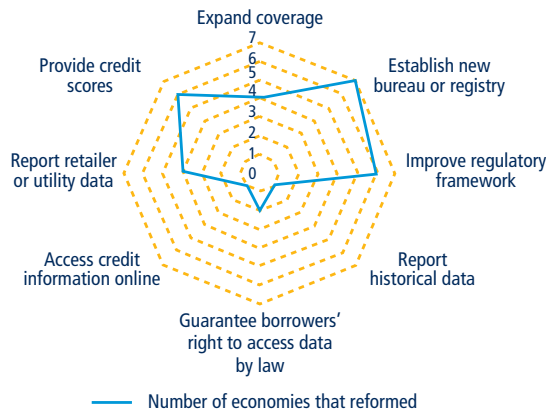 Expand coverage
7
6
5
4
3
2
1
0
Establish new
bureau or registry
Improve regulatory
framework
Report
historical data
Guarantee borrowers’
right to access data
by law
Access credit
information online
Report retailer
or utility data
Provide credit
scores
Number of economies that reformed